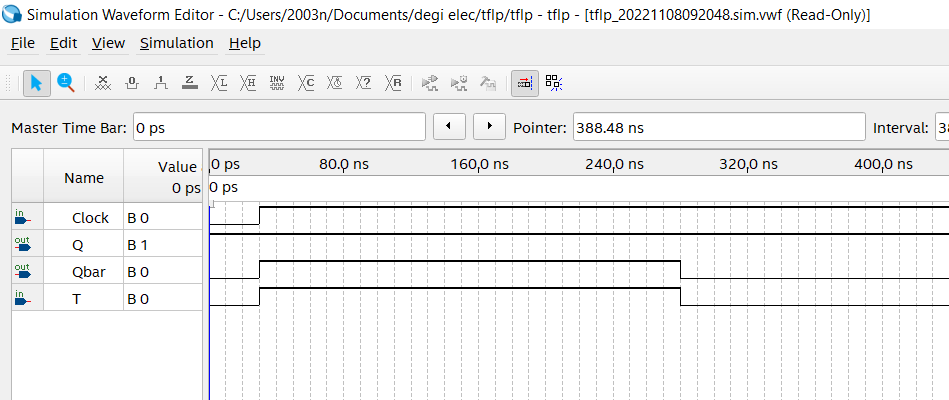 Simulation Waveform Editor - C:/Users/2003n/Documents/degi elec/tflp/tflp - tflp - [tflp_20221108092048.sim.vwf (Read-Only)]
File Edit View Simulation Help
Master Time Bar: 0 ps Pointer: 388.48 ns Interval: 38
Name Value 0 ps 80,0 ns 160,0 ns 240,0 ns 320,0 ns 400,0 ns
0 ps 0 ps
in Clock B 0
out Q B 1
out Qbar B 0
in T B 0